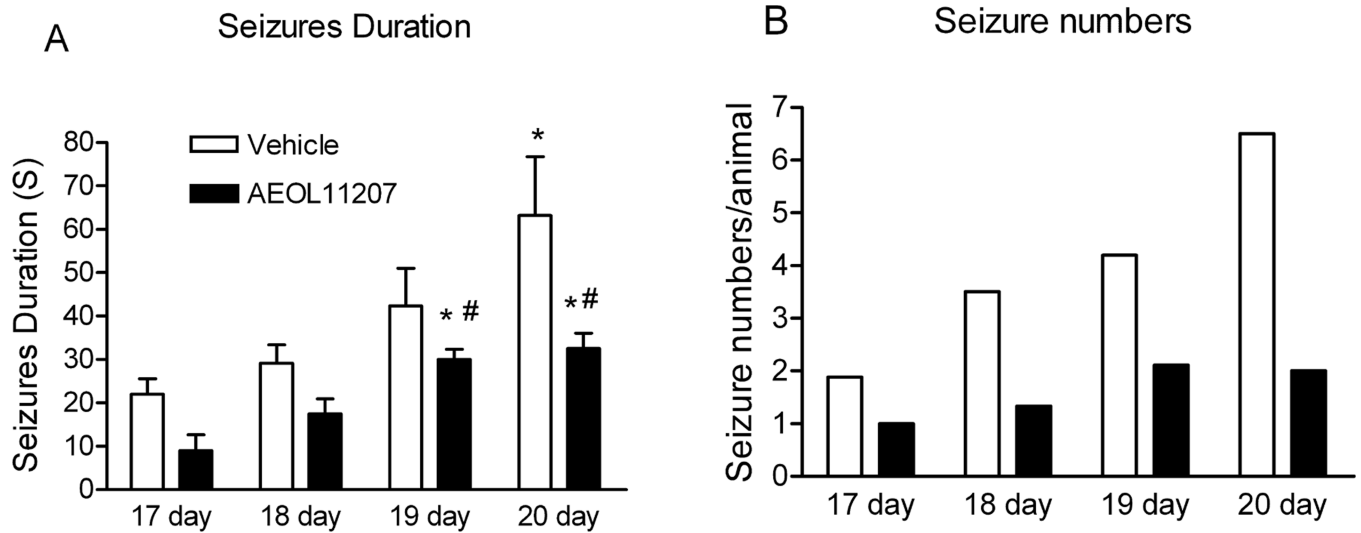 A
Seizures Duration
Seizures Duration (S)
80
70
60
50
40
30
20
10
0
Vehicle
AEOL11207
*
* #
* #
17 day
18 day
19 day
20 day
B
Seizure numbers
Seizure numbers/animal
7
6
5
4
3
2
1
0
17 day
18 day
19 day
20 day